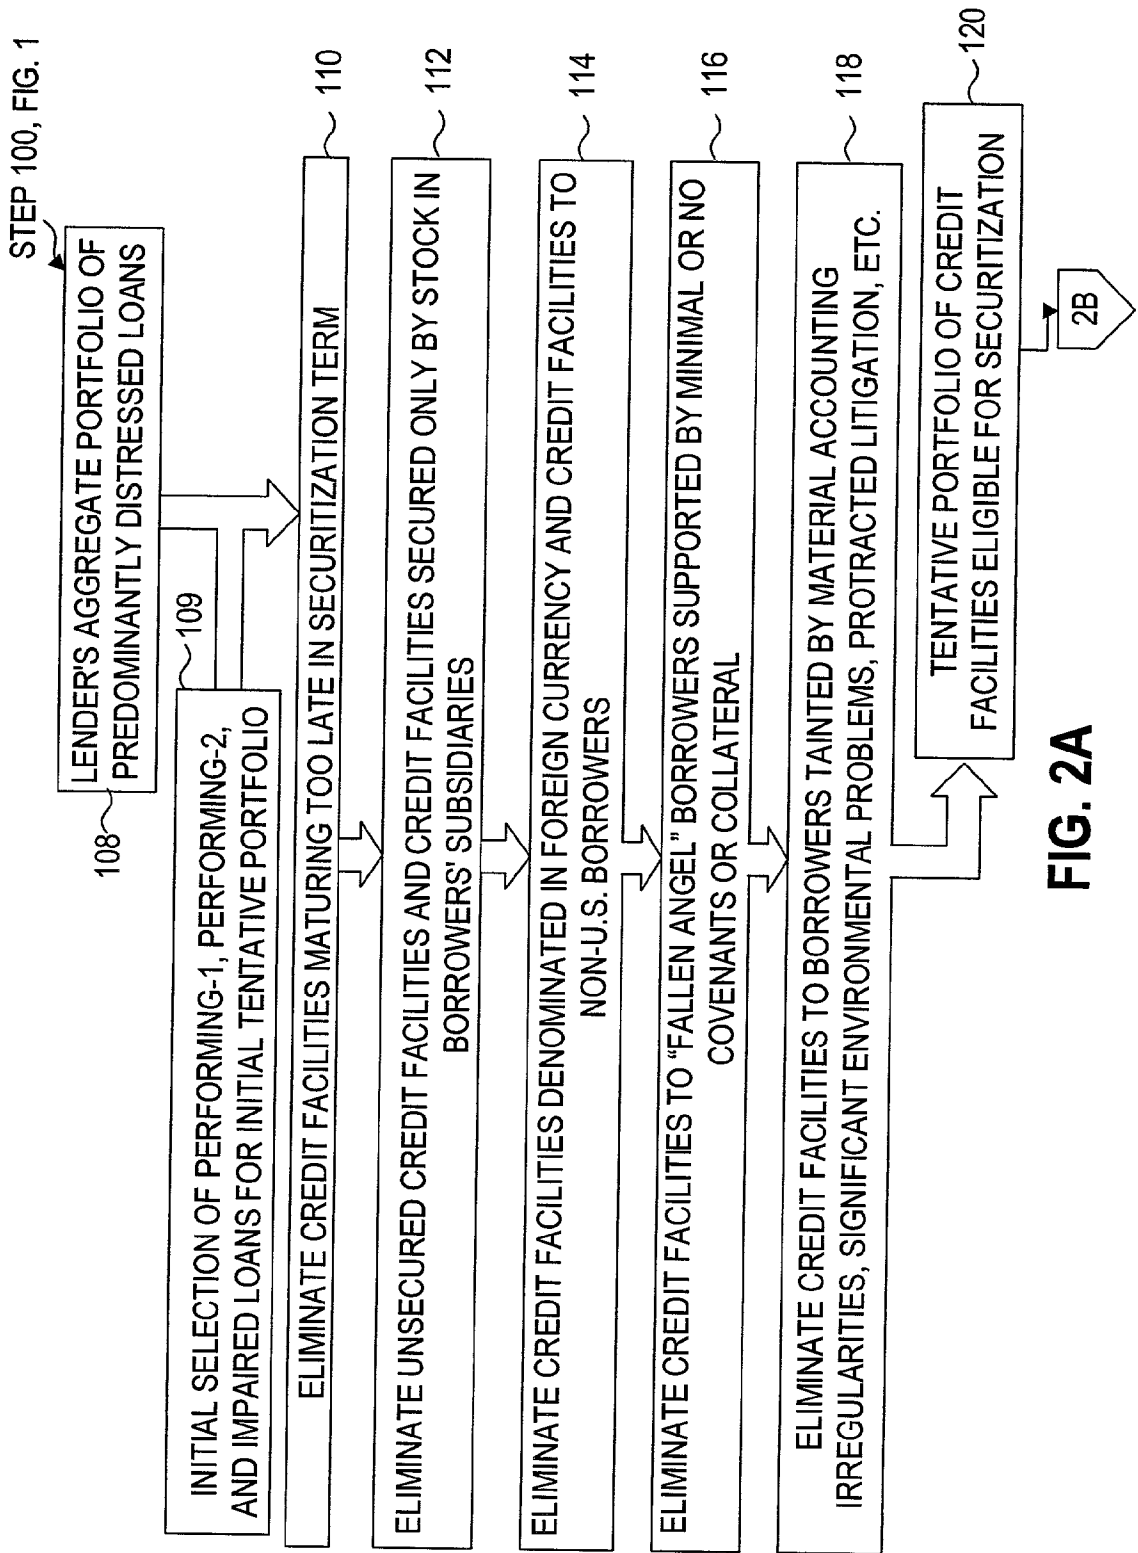 STEP 100, FIG. 1
LENDER'S AGGREGATE PORTFOLIO OF
PREDOMINANTLY DISTRESSED LOANS
108
109
INITIAL SELECTION OF PERFORMING-1, PERFORMING-2,
AND IMPAIRED LOANS FOR INITIAL TENTATIVE PORTFOLIO
ELIMINATE CREDIT FACILITIES MATURING TOO LATE IN SECURITIZATION TERM
110
ELIMINATE UNSECURED CREDIT FACILITIES AND CREDIT FACILITIES SECURED ONLY BY STOCK IN
BORROWERS' SUBSIDIARIES
112
ELIMINATE CREDIT FACILITIES DENOMINATED IN FOREIGN CURRENCY AND CREDIT FACILITIES TO
NON-U.S. BORROWERS
114
ELIMINATE CREDIT FACILITIES TO “FALLEN ANGEL” BORROWERS SUPPORTED BY MINIMAL OR NO
COVENANTS OR COLLATERAL
116
ELIMINATE CREDIT FACILITIES TO BORROWERS TAINTED BY MATERIAL ACCOUNTING
IRREGULARITIES, SIGNIFICANT ENVIRONMENTAL PROBLEMS, PROTRACTED LITIGATION, ETC.
118
TENTATIVE PORTFOLIO OF CREDIT
FACILITIES ELIGIBLE FOR SECURITIZATION
120
2B
FIG. 2A